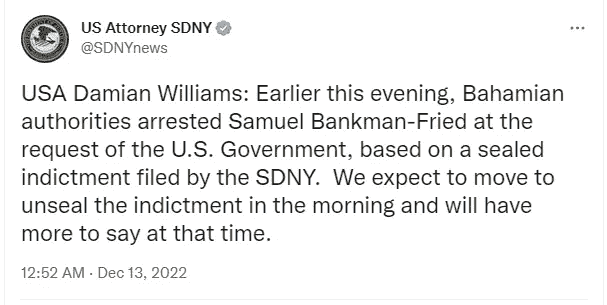 US Attorney SDNY
@SDNYnews
USA Damian Williams: Earlier this evening, Bahamian
authorities arrested Samuel Bankman-Fried at the
request of the U.S. Government, based on a sealed
indictment filed by the SDNY.  We expect to move to
unseal the indictment in the morning and will have
more to say at that time.
12:52 AM · Dec 13, 2022